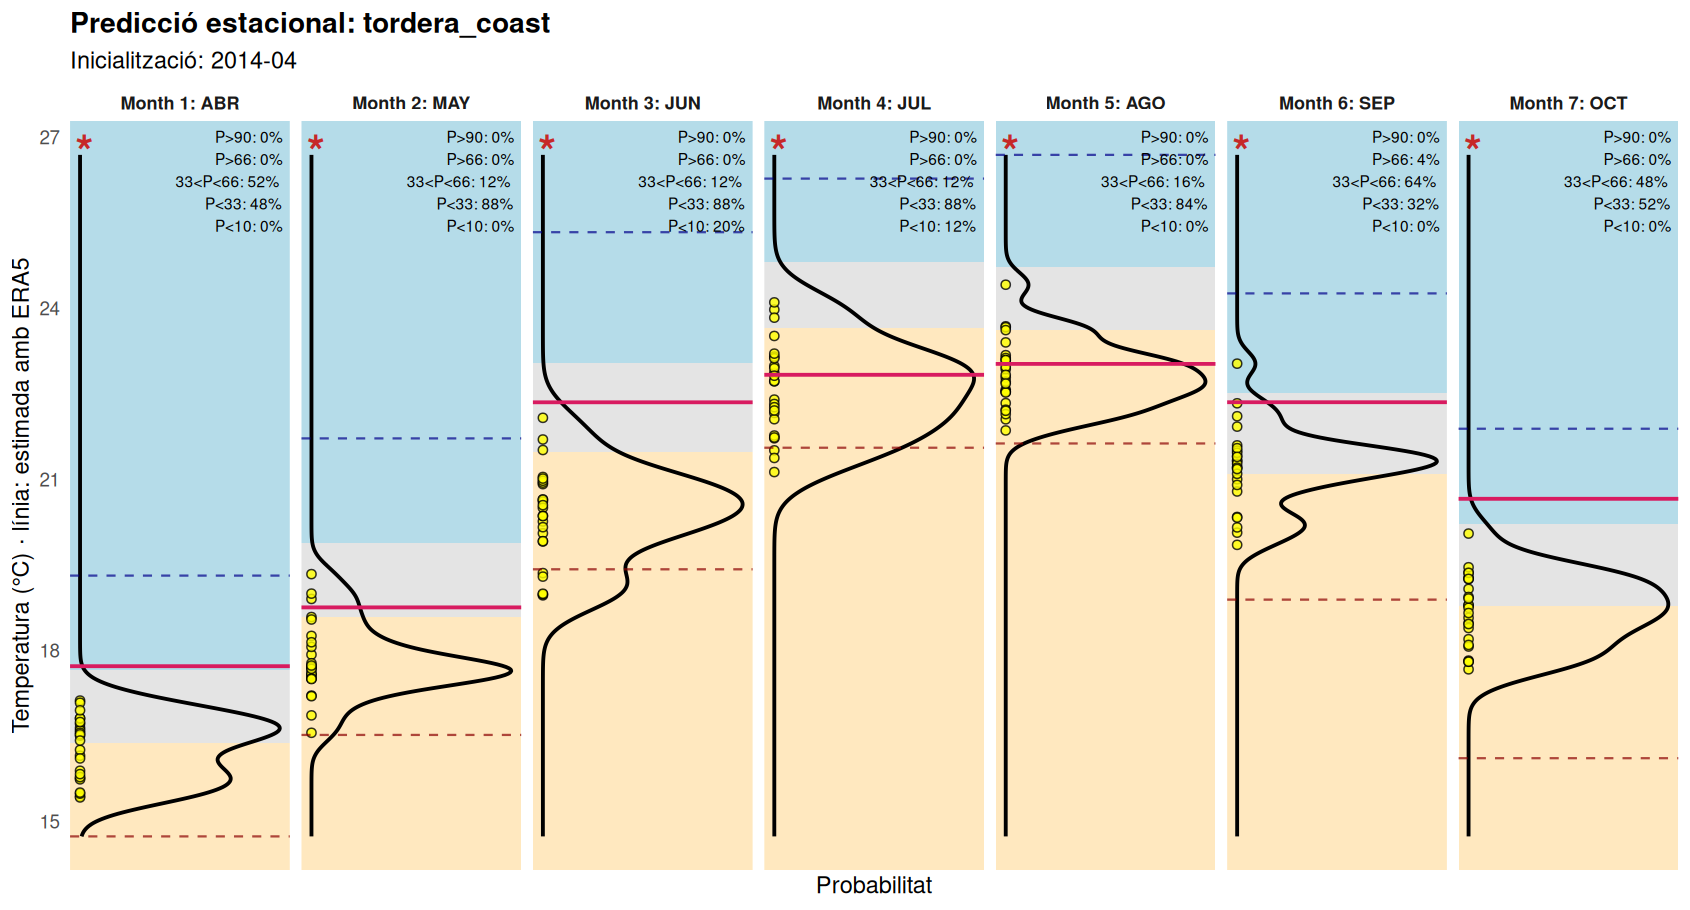 Predicció estacional: tordera_coast
Inicialització: 2014-04
Month 1: ABR
Month 2: MAY
Month 3: JUN
Month 4: JUL
Month 5: AGO
Month 6: SEP
Month 7: OCT
Temperatura (°C) · línia: estimada amb ERA5
27
24
21
18
15
*
P>90: 0%
P>66: 0%
33<P<66: 52%
P<33: 48%
P<10: 0%
*
P>90: 0%
P>66: 0%
33<P<66: 12%
P<33: 88%
P<10: 0%
*
P>90: 0%
P>66: 0%
33<P<66: 12%
P<33: 88%
P<10: 20%
*
P>90: 0%
P>66: 0%
33<P<66: 12%
P<33: 88%
P<10: 12%
*
P>90: 0%
P>66: 0%
33<P<66: 16%
P<33: 84%
P<10: 0%
*
P>90: 0%
P>66: 4%
33<P<66: 64%
P<33: 32%
P<10: 0%
*
P>90: 0%
P>66: 0%
33<P<66: 48%
P<33: 52%
P<10: 0%
Probabilitat